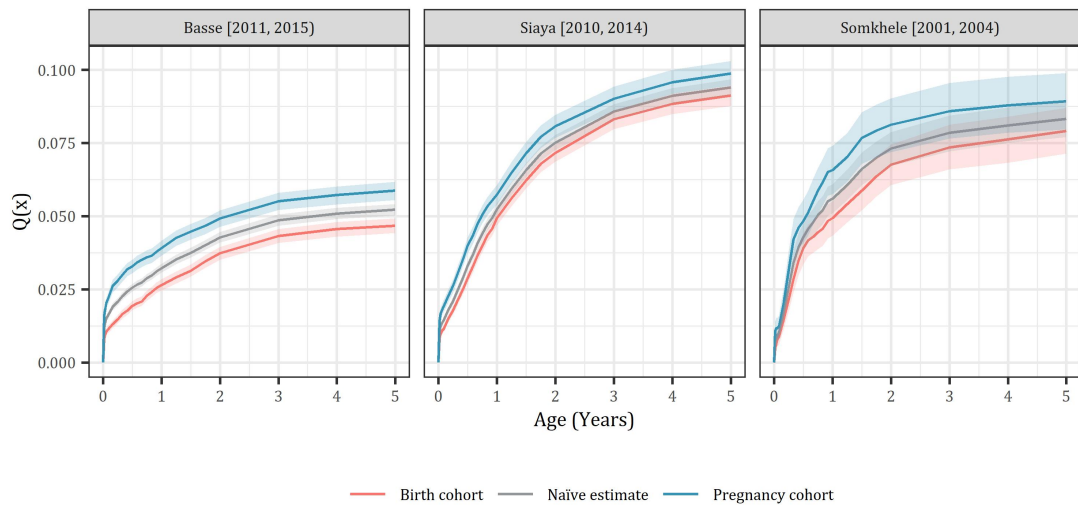 Basse [2011, 2015)
Siaya [2010, 2014)
Somkhele [2001, 2004)
Q(x)
0.100
0.075
0.050
0.025
0.000
0 1 2 3 4 5
0 1 2 3 4 5
0 1 2 3 4 5
Age (Years)
Birth cohort
Naïve estimate
Pregnancy cohort